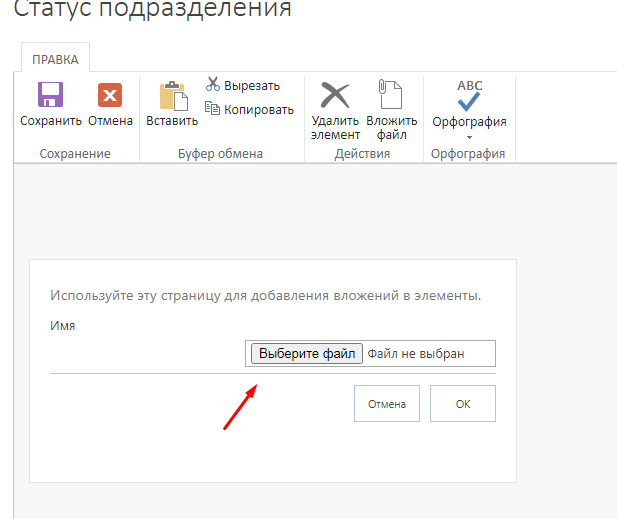 Статус подразделения
ПРАВКА
Сохранить Отмена
Вставить
Вырезать
Копировать
Удалить элемент
Вложить файл
ABC
Орфография
Сохранение
Буфер обмена
Действия
Орфография
Используйте эту страницу для добавления вложений в элементы.
Имя
Выберите файл Файл не выбран
Отмена
ОК